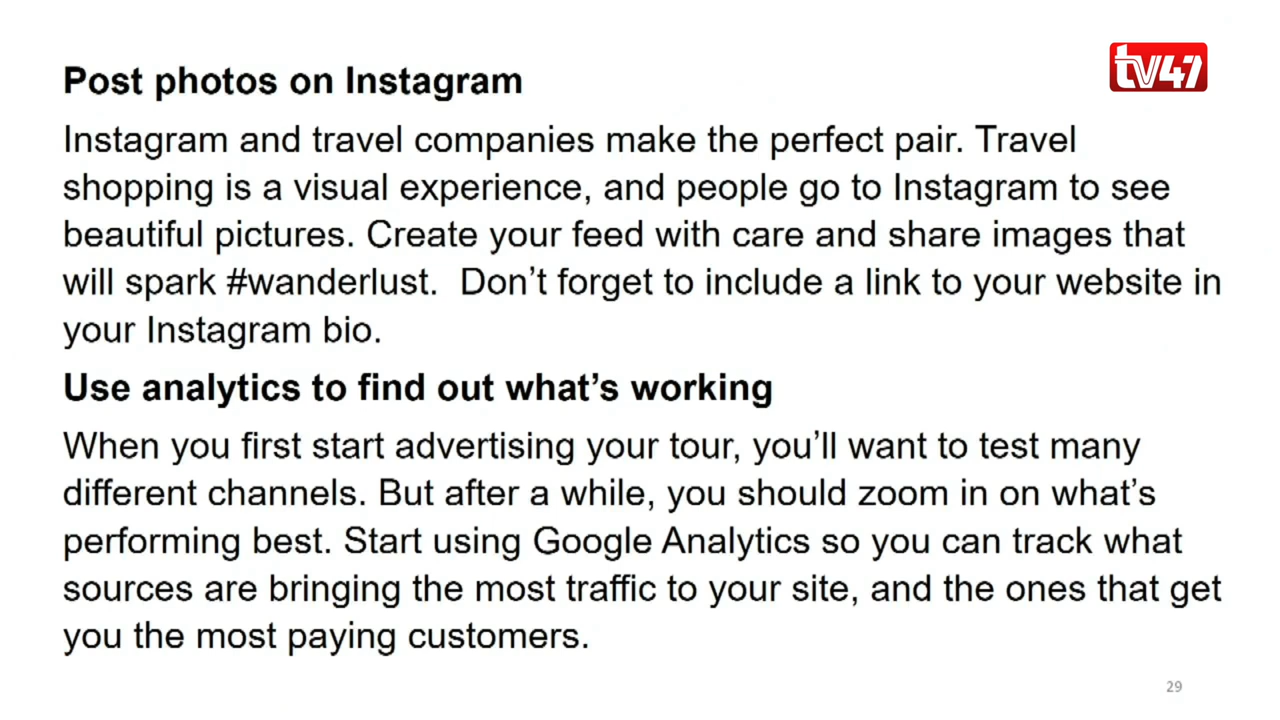 tv47
Post photos on Instagram
Instagram and travel companies make the perfect pair. Travel
shopping is a visual experience, and people go to Instagram to see
beautiful pictures. Create your feed with care and share images that
will spark #wanderlust.  Don’t forget to include a link to your website in
your Instagram bio.
Use analytics to find out what’s working
When you first start advertising your tour, you’ll want to test many
different channels. But after a while, you should zoom in on what’s
performing best. Start using Google Analytics so you can track what
sources are bringing the most traffic to your site, and the ones that get
you the most paying customers.
29